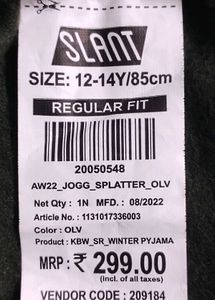 SLANT
SIZE: 12-14Y/85cm
REGULAR FIT
20050548
AW22_JOGG_SPLATTER_OLV
Net Qty : 1N MFD. : 08/2022
Article No. : 1131017336003
Color : OLV
Product : KBW_SR_WINTER PYJAMA
MRP : ₹ 299.00
(incl. of all taxes)
VENDOR CODE : 209184